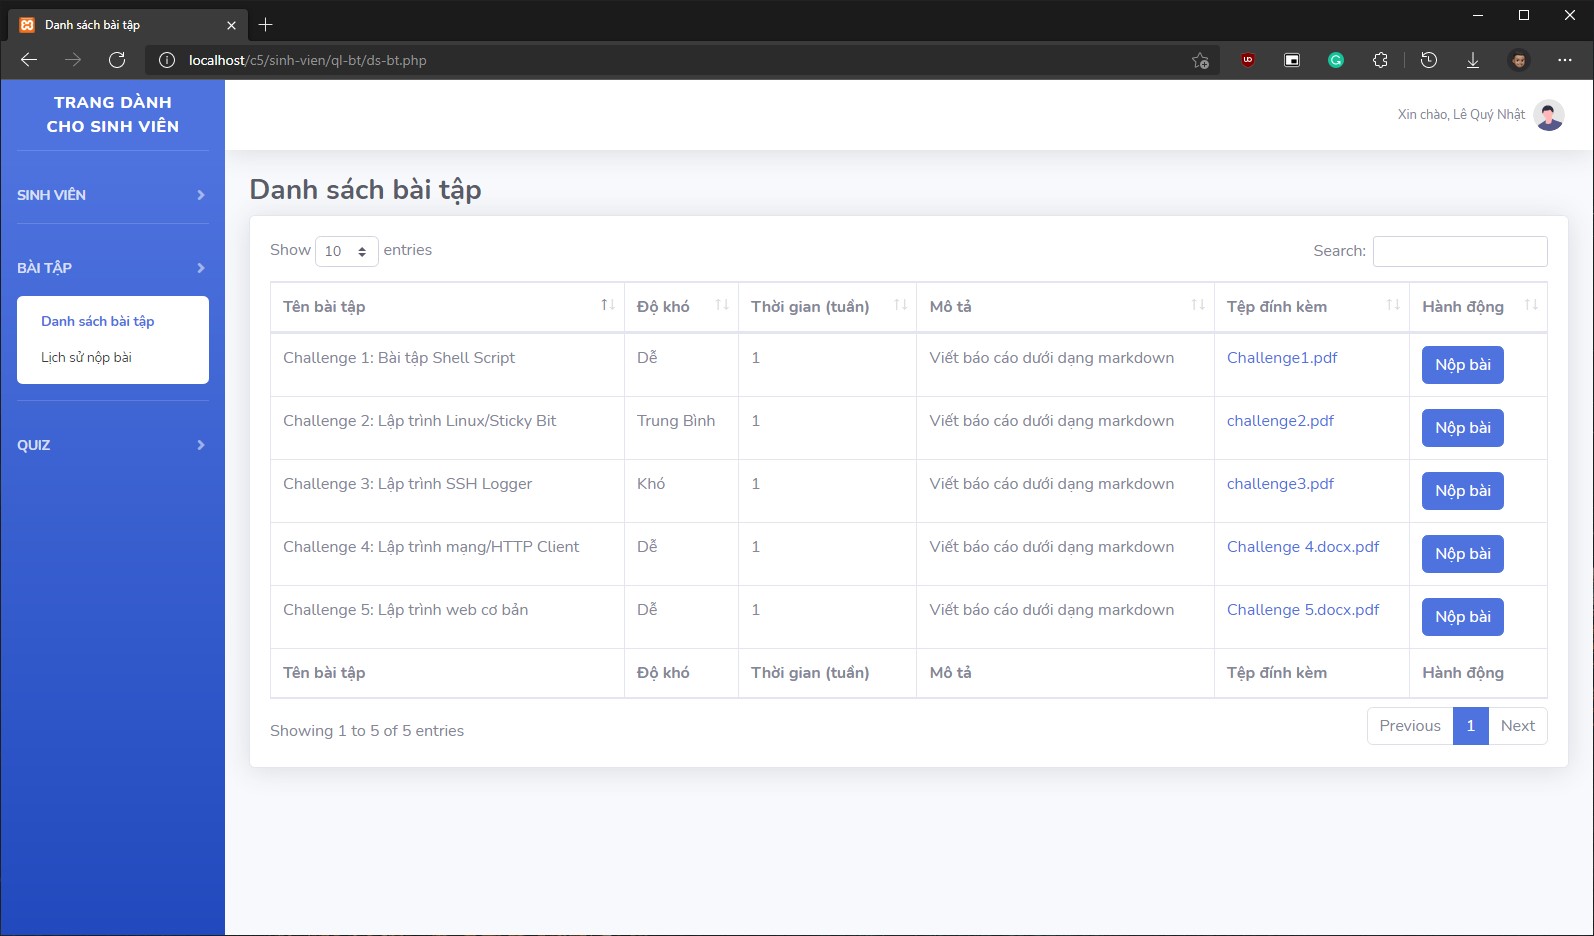 Danh sách bài tập
localhost/c5/sinh-vien/ql-bt/ds-bt.php
TRANG DÀNH
CHO SINH VIÊN
SINH VIÊN
BÀI TẬP
Danh sách bài tập
Lịch sử nộp bài
QUIZ
Xin chào, Lê Quý Nhật
Danh sách bài tập
Show 10 entries
Search:
Tên bài tập Độ khó Thời gian (tuần) Mô tả Tệp đính kèm Hành động
Challenge 1: Bài tập Shell Script Dễ 1 Viết báo cáo dưới dạng markdown Challenge1.pdf Nộp bài
Challenge 2: Lập trình Linux/Sticky Bit Trung Bình 1 Viết báo cáo dưới dạng markdown challenge2.pdf Nộp bài
Challenge 3: Lập trình SSH Logger Khó 1 Viết báo cáo dưới dạng markdown challenge3.pdf Nộp bài
Challenge 4: Lập trình mạng/HTTP Client Dễ 1 Viết báo cáo dưới dạng markdown Challenge 4.docx.pdf Nộp bài
Challenge 5: Lập trình web cơ bản Dễ 1 Viết báo cáo dưới dạng markdown Challenge 5.docx.pdf Nộp bài
Tên bài tập Độ khó Thời gian (tuần) Mô tả Tệp đính kèm Hành động
Showing 1 to 5 of 5 entries
Previous 1 Next